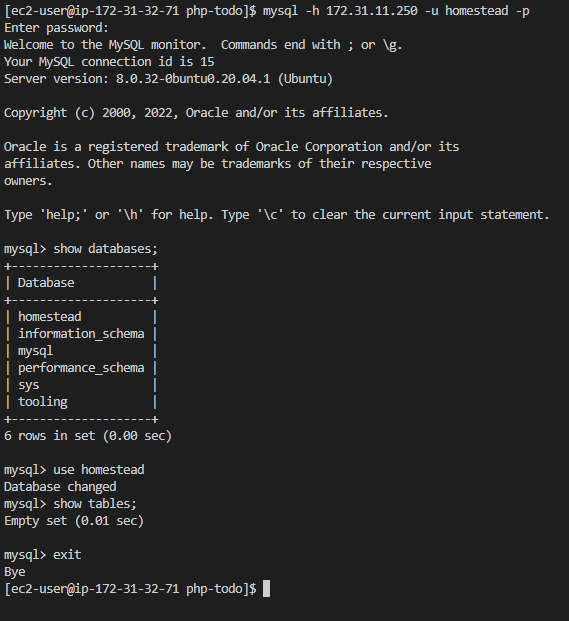 [ec2-user@ip-172-31-32-71 php-todo]$ mysql -h 172.31.11.250 -u homestead -p
Enter password:
Welcome to the MySQL monitor.  Commands end with ; or \g.
Your MySQL connection id is 15
Server version: 8.0.32-0buntu0.20.04.1 (Ubuntu)

Copyright (c) 2000, 2022, Oracle and/or its affiliates.

Oracle is a registered trademark of Oracle Corporation and/or its
affiliates. Other names may be trademarks of their respective
owners.

Type 'help;' or '\h' for help. Type '\c' to clear the current input statement.

mysql> show databases;
+--------------------+
| Database           |
+--------------------+
| homestead          |
| information_schema |
| mysql              |
| performance_schema |
| sys                |
| tooling            |
+--------------------+
6 rows in set (0.00 sec)

mysql> use homestead
Database changed
mysql> show tables;
Empty set (0.01 sec)

mysql> exit
Bye
[ec2-user@ip-172-31-32-71 php-todo]$